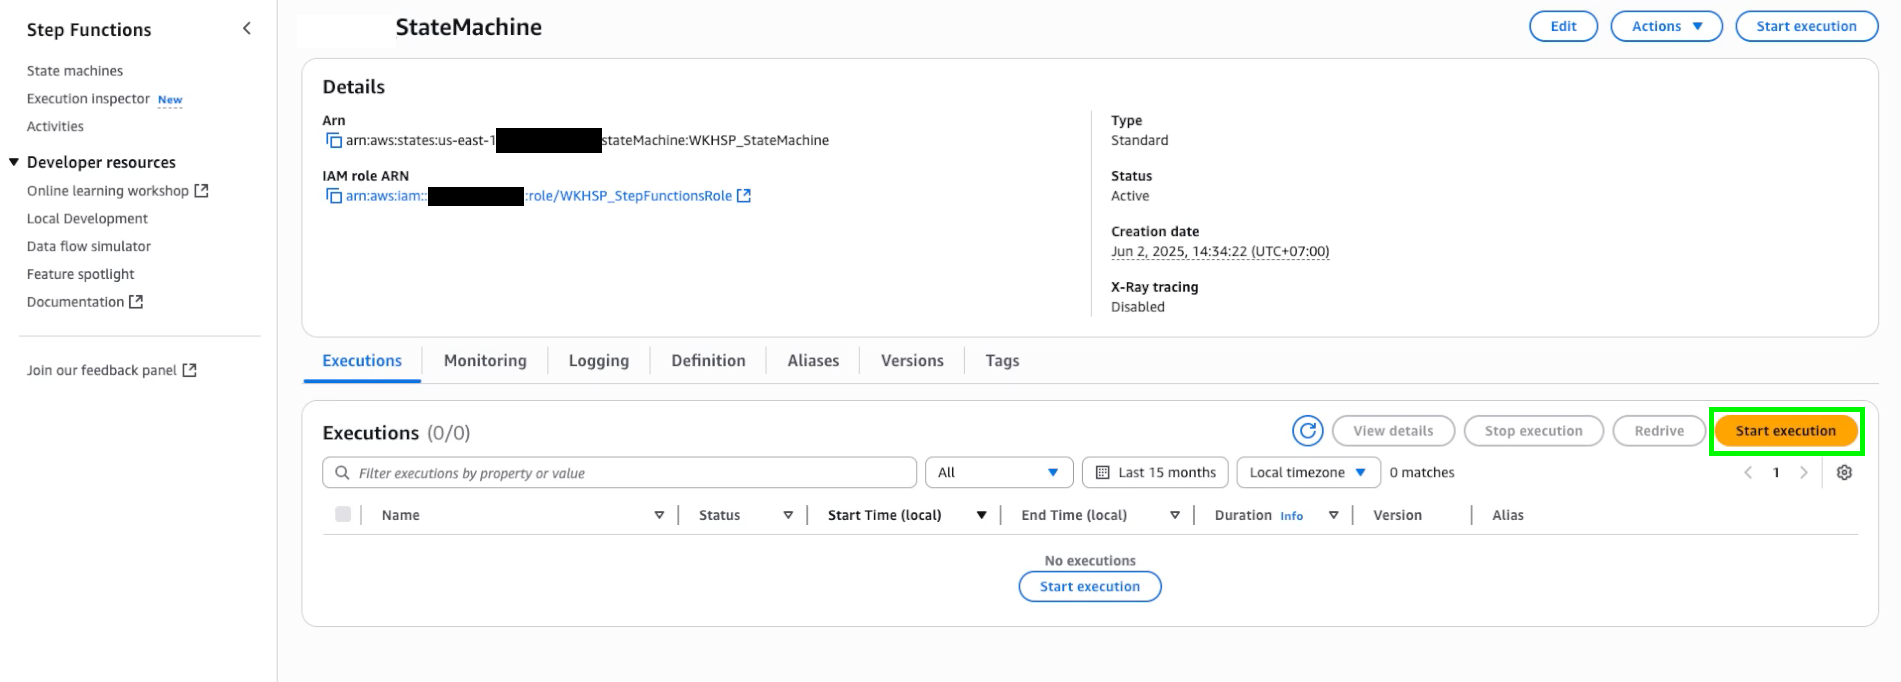 Step Functions
State machines
Execution inspector New
Activities
Developer resources
Online learning workshop
Local Development
Data flow simulator
Feature spotlight
Documentation
Join our feedback panel
StateMachine
Edit
Actions
Start execution
Details
Arn
arn:aws:states:us-east-1 stateMachine:WKHSP_StateMachine
IAM role ARN
arn:aws:iam:: :role/WKHSP_StepFunctionsRole
Type
Standard
Status
Active
Creation date
Jun 2, 2025, 14:34:22 (UTC+07:00)
X-Ray tracing
Disabled
Executions Monitoring Logging Definition Aliases Versions Tags
Executions (0/0)
View details Stop execution Redrive Start execution
Filter executions by property or value All Last 15 months Local timezone 0 matches 1
Name Status Start Time (local) End Time (local) Duration Info Version Alias
No executions
Start execution